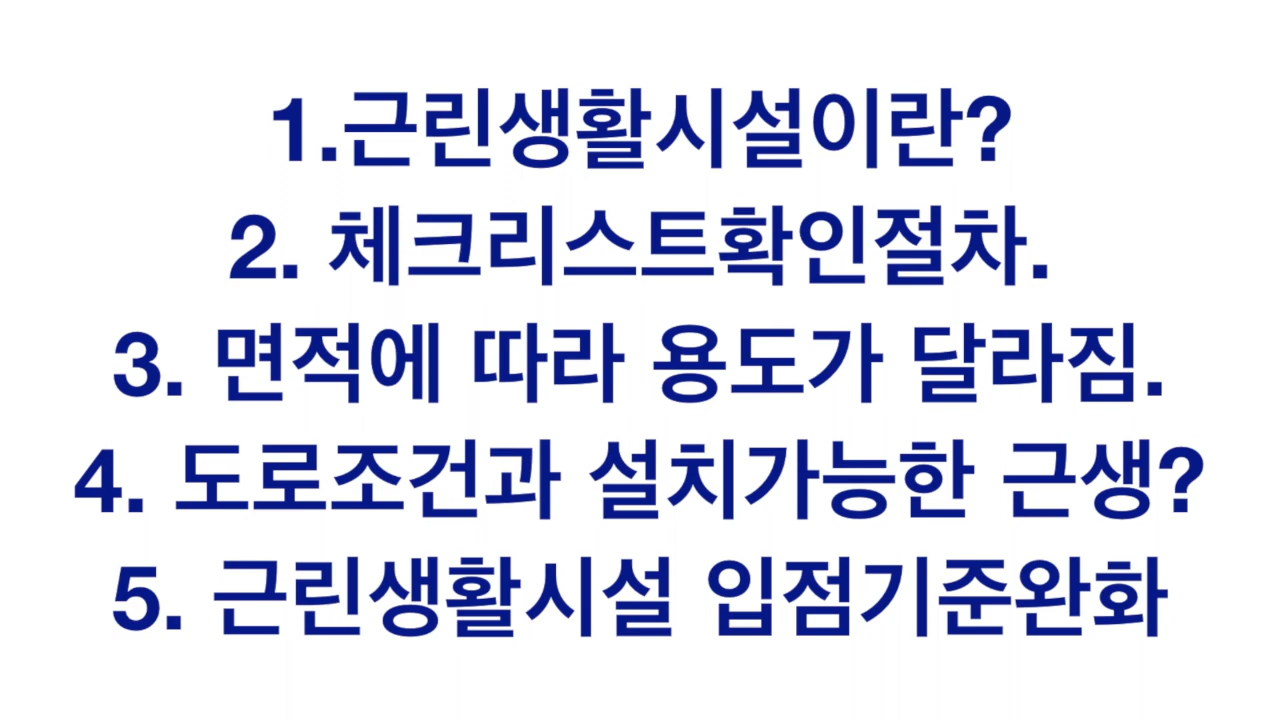 1.근린생활시설이란?
2. 체크리스트확인절차.
3. 면적에 따라 용도가 달라짐.
4. 도로조건과 설치가능한 근생?
5. 근린생활시설 입점기준완화